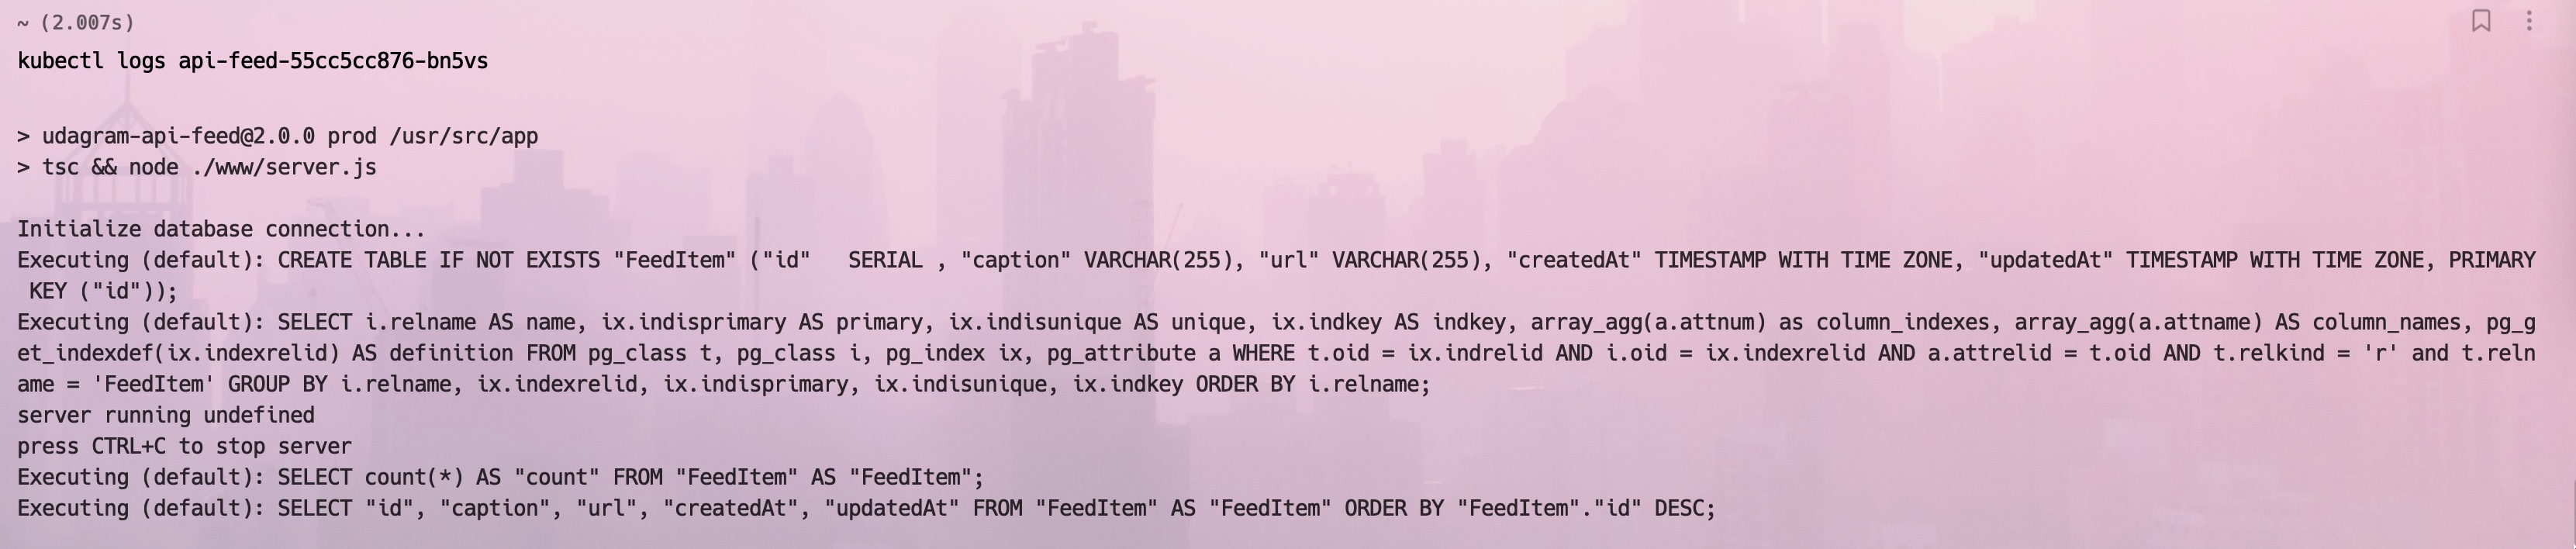 ~ (2.007s)
kubectl logs api-feed-55cc5cc876-bn5vs
> udagram-api-feed@2.0.0 prod /usr/src/app
> tsc && node ./www/server.js
Initialize database connection...
Executing (default): CREATE TABLE IF NOT EXISTS "FeedItem" ("id"   SERIAL , "caption" VARCHAR(255), "url" VARCHAR(255), "createdAt" TIMESTAMP WITH TIME ZONE, "updatedAt" TIMESTAMP WITH TIME ZONE, PRIMARY
 KEY ("id"));
Executing (default): SELECT i.relname AS name, ix.indisprimary AS primary, ix.indisunique AS unique, ix.indkey AS indkey, array_agg(a.attnum) as column_indexes, array_agg(a.attname) AS column_names, pg_g
et_indexdef(ix.indexrelid) AS definition FROM pg_class t, pg_class i, pg_index ix, pg_attribute a WHERE t.oid = ix.indrelid AND i.oid = ix.indexrelid AND a.attrelid = t.oid AND t.relkind = 'r' and t.reln
ame = 'FeedItem' GROUP BY i.relname, ix.indexrelid, ix.indisprimary, ix.indisunique, ix.indkey ORDER BY i.relname;
server running undefined
press CTRL+C to stop server
Executing (default): SELECT count(*) AS "count" FROM "FeedItem" AS "FeedItem";
Executing (default): SELECT "id", "caption", "url", "createdAt", "updatedAt" FROM "FeedItem" AS "FeedItem" ORDER BY "FeedItem"."id" DESC;